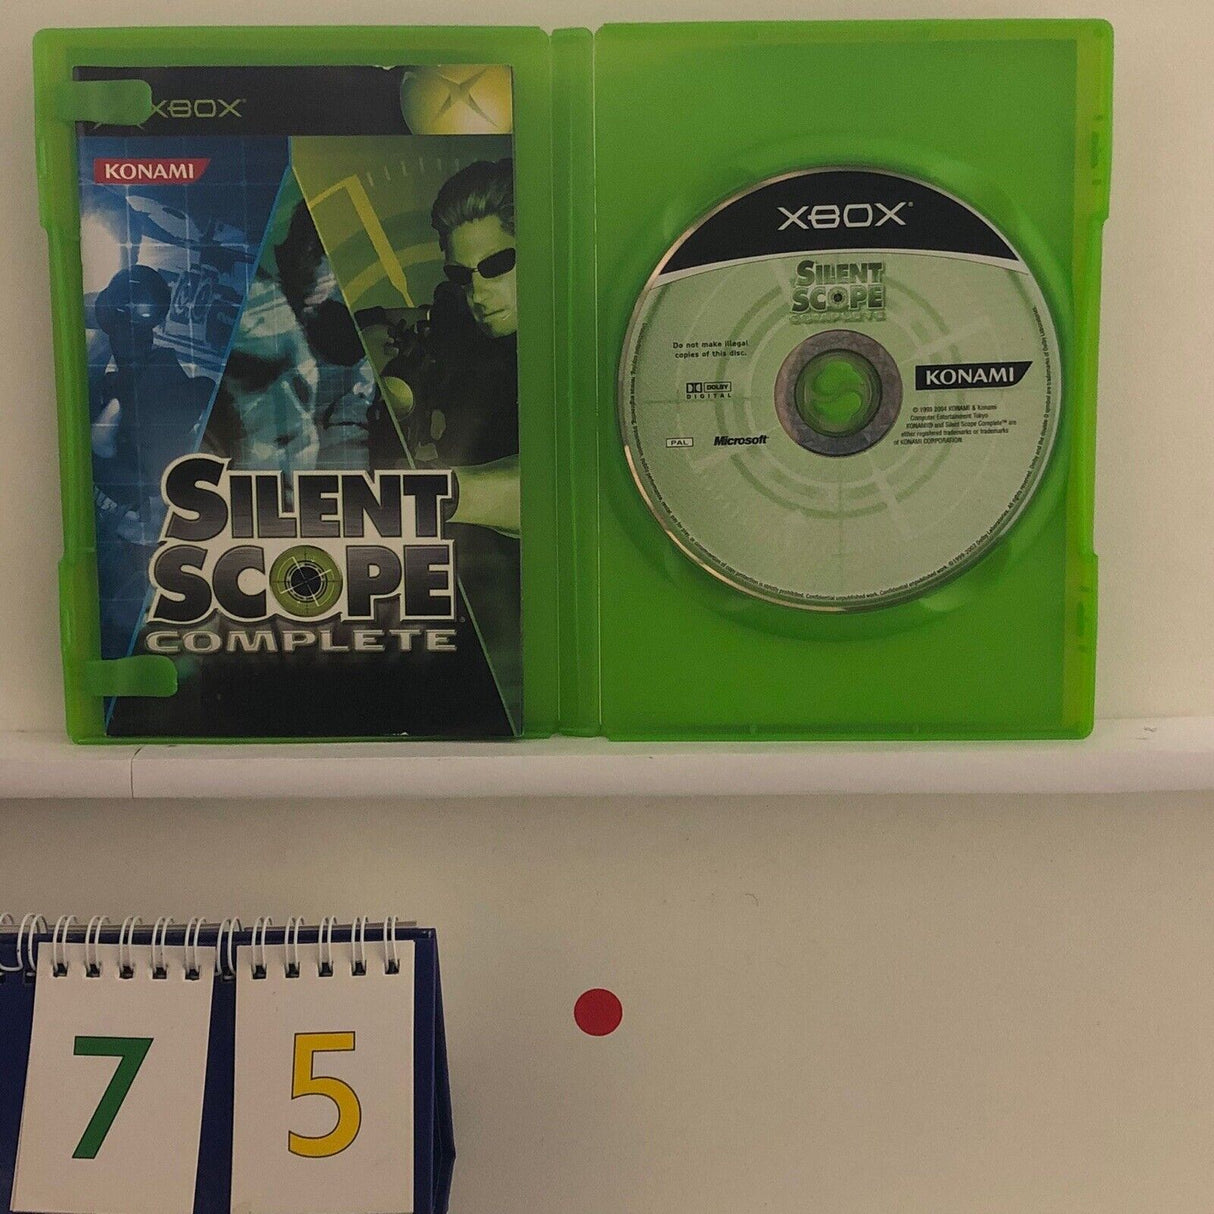 XBOX
KONAMI
SILENT
SCOPE
COMPLETE
XBOX
SILENT
SCOPE
COMPLETE
Do not make illegal
copies of this disc.
DOLBY
DIGITAL
PAL
Microsoft
KONAMI
© 1999 2004 KONAMI & Konami
Computer Entertainment Tokyo
KONAMI® and Silent Scope Complete™ are
either registered trademarks or trademarks
of KONAMI CORPORATION
7 5